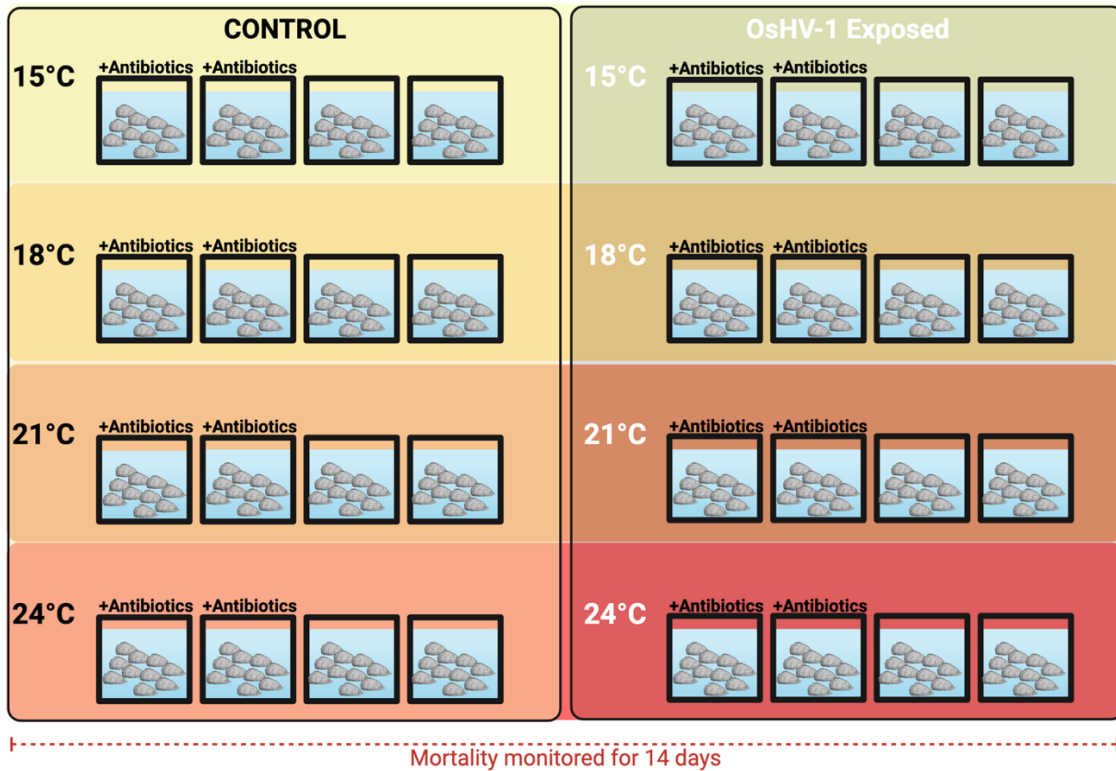 CONTROL
OsHV-1 Exposed
15°C
+Antibiotics +Antibiotics
15°C
+Antibiotics +Antibiotics
18°C
+Antibiotics +Antibiotics
18°C
+Antibiotics +Antibiotics
21°C
+Antibiotics +Antibiotics
21°C
+Antibiotics +Antibiotics
24°C
+Antibiotics +Antibiotics
24°C
+Antibiotics +Antibiotics
Mortality monitored for 14 days